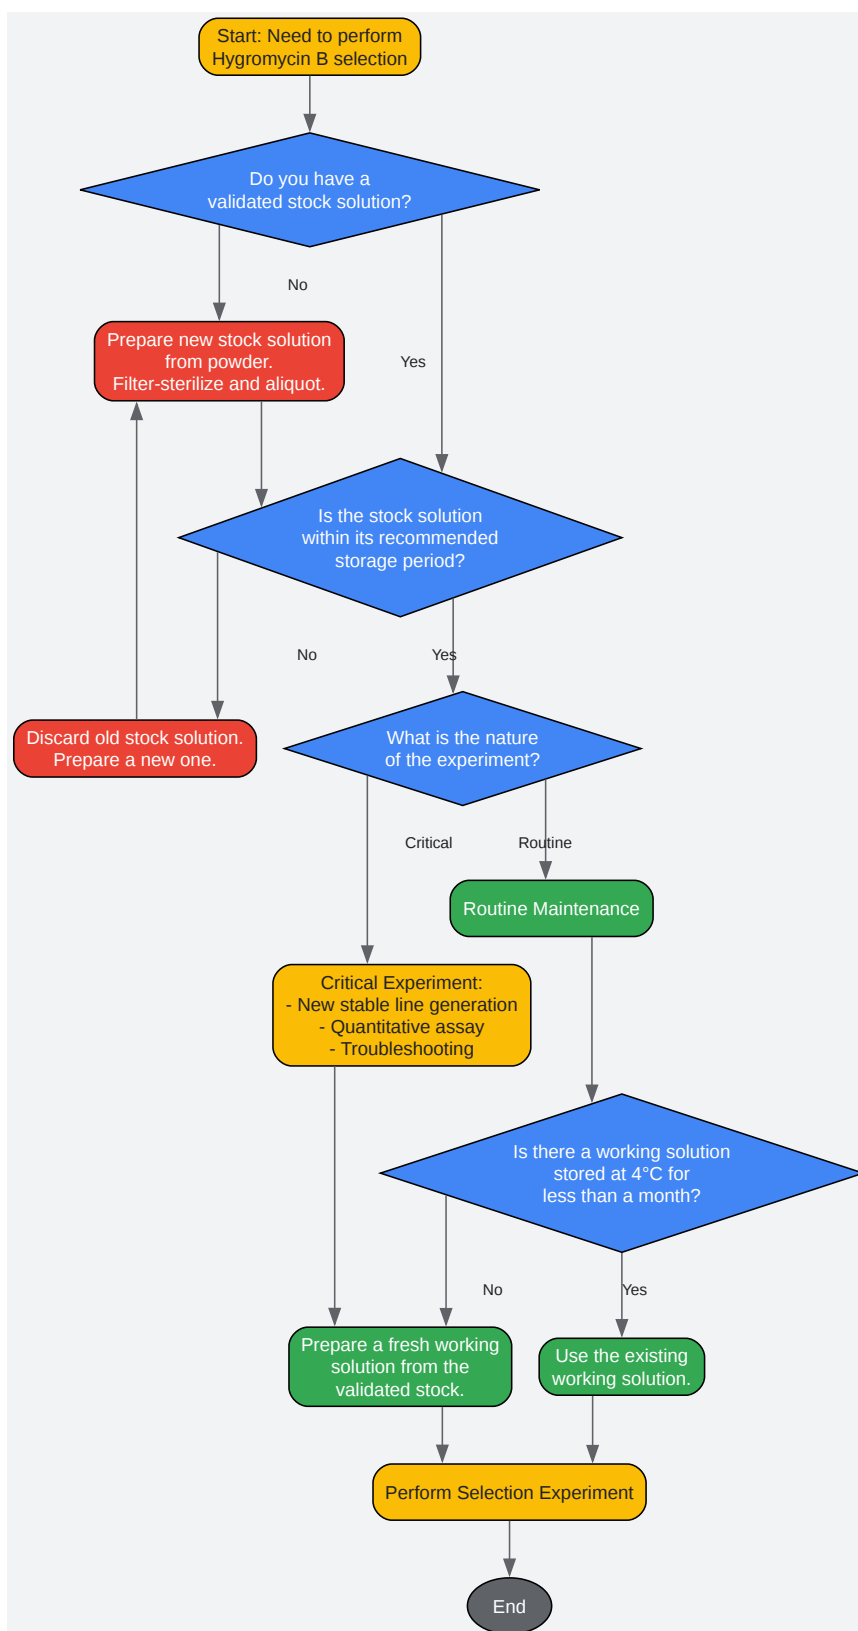 Start: Need to perform
Hygromycin B selection
Do you have a
validated stock solution?
No
Yes
Prepare new stock solution
from powder.
Filter-sterilize and aliquot.
Is the stock solution
within its recommended
storage period?
No
Yes
Discard old stock solution.
Prepare a new one.
What is the nature
of the experiment?
Critical
Routine
Routine Maintenance
Critical Experiment:
- New stable line generation
- Quantitative assay
- Troubleshooting
Is there a working solution
stored at 4°C for
less than a month?
No
Yes
Prepare a fresh working
solution from the
validated stock.
Use the existing
working solution.
Perform Selection Experiment
End